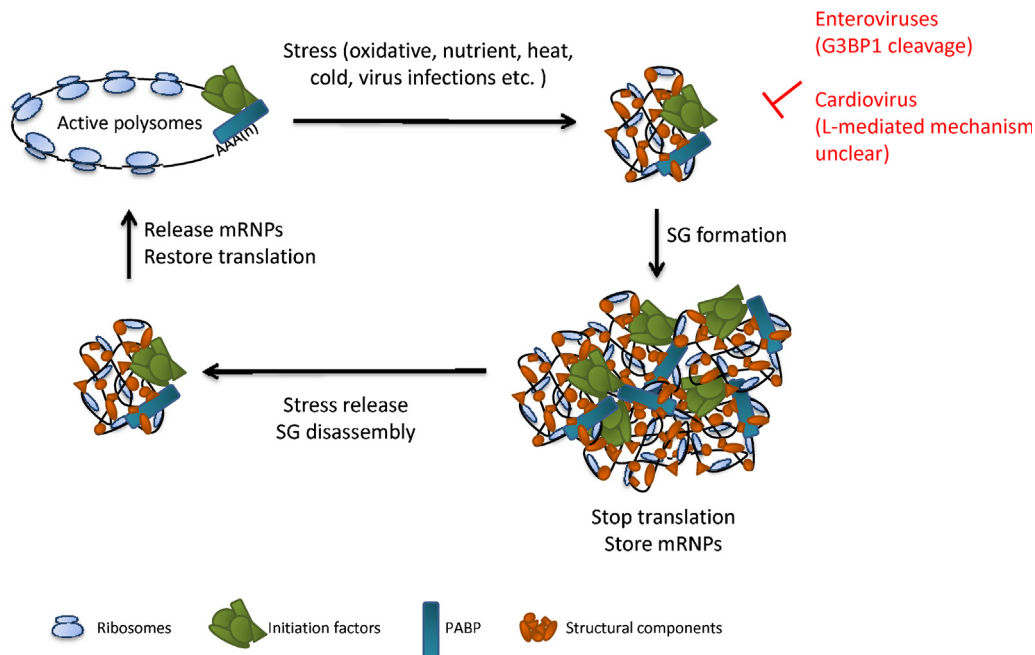 Stress (oxidative, nutrient, heat,
cold, virus infections etc. )
Enteroviruses
(G3BP1 cleavage)
Cardiovirus
(L-mediated mechanism
unclear)
Active polysomes
AAA(n)
Release mRNPs
Restore translation
SG formation
Stress release
SG disassembly
Stop translation
Store mRNPs
Ribosomes
Initiation factors
PABP
Structural components